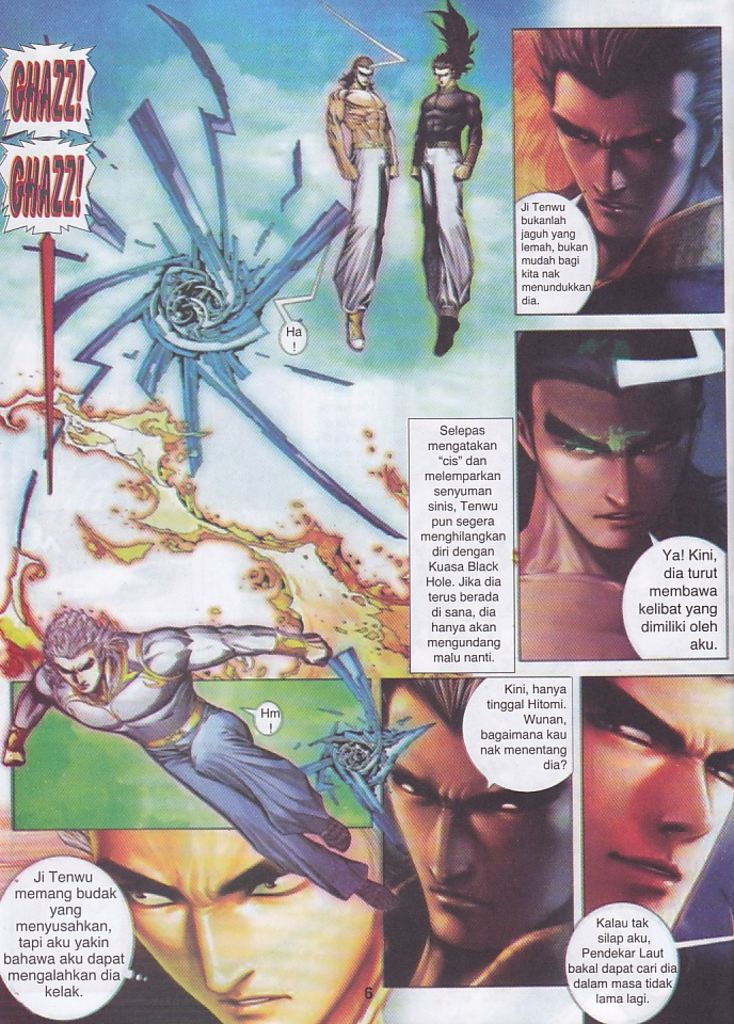 GHAZZ!
GHAZZ!
Ha
!
Ji Tenwu
bukanlah
jaguh yang
lemah, bukan
mudah bagi
kita nak
menundukkan
dia.
Selepas
mengatakan
“cis” dan
melemparkan
senyuman
sinis, Tenwu
pun segera
menghilangkan
diri dengan
Kuasa Black
Hole. Jika dia
terus berada
di sana, dia
hanya akan
mengundang
malu nanti.
Ya! Kini,
dia turut
membawa
kelibat yang
dimiliki oleh
aku.
Hm
!
Kini, hanya
tinggal Hitomi.
Wunan,
bagaimana kau
nak menentang
dia?
Ji Tenwu
memang budak
yang
menyusahkan,
tapi aku yakin
bahawa aku dapat
mengalahkan dia
kelak.
Kalau tak
silap aku,
Pendekar Laut
bakal dapat cari dia
dalam masa tidak
lama lagi.
6